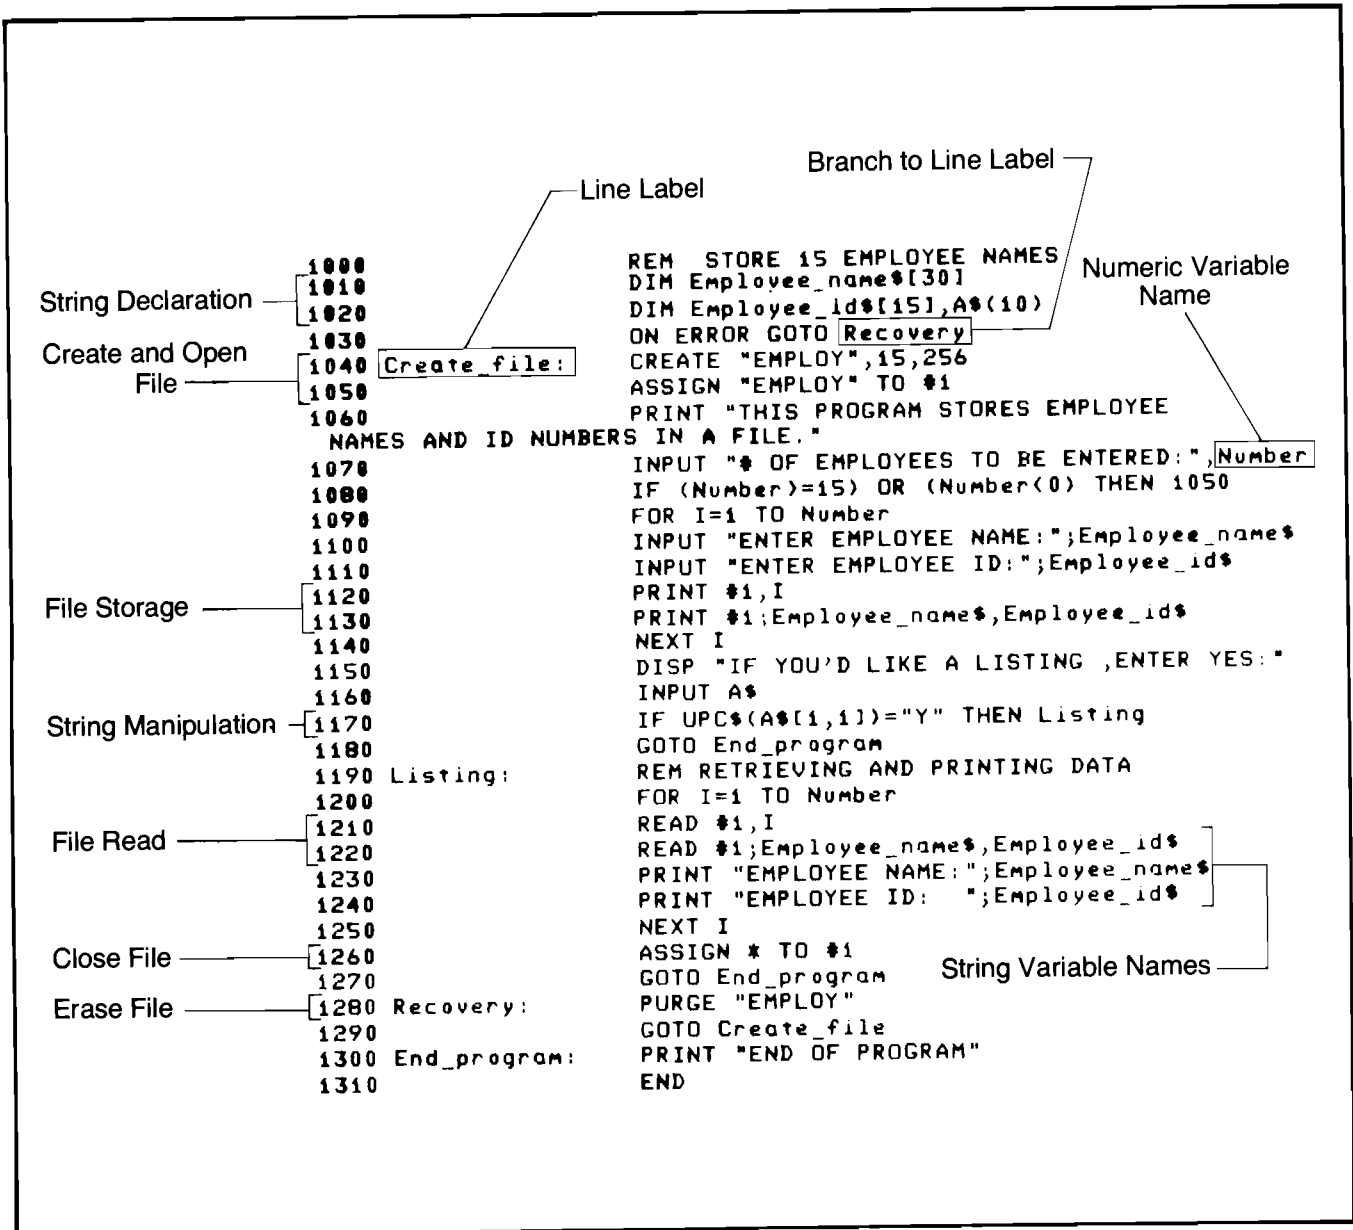 Branch to Line Label
Line Label
Numeric Variable
Name
String Declaration
Create and Open
File
File Storage
String Manipulation
File Read
Close File
Erase File
String Variable Names
1000 REM  STORE 15 EMPLOYEE NAMES
1010 DIM Employee_name$[30]
1020 DIM Employee_id$[15],A$(10)
1030 ON ERROR GOTO Recovery
1040 Create_file: CREATE "EMPLOY",15,256
1050 ASSIGN "EMPLOY" TO #1
1060 PRINT "THIS PROGRAM STORES EMPLOYEE
NAMES AND ID NUMBERS IN A FILE."
1070 INPUT "# OF EMPLOYEES TO BE ENTERED:",Number
1080 IF (Number>=15) OR (Number<0) THEN 1050
1090 FOR I=1 TO Number
1100 INPUT "ENTER EMPLOYEE NAME:";Employee_name$
1110 INPUT "ENTER EMPLOYEE ID:";Employee_id$
1120 PRINT #1,I
1130 PRINT #1;Employee_name$,Employee_id$
1140 NEXT I
1150 DISP "IF YOU'D LIKE A LISTING ,ENTER YES:"
1160 INPUT A$
1170 IF UPC$(A$[1,1])="Y" THEN Listing
1180 GOTO End_program
1190 Listing: REM RETRIEVING AND PRINTING DATA
1200 FOR I=1 TO Number
1210 READ #1,I
1220 READ #1;Employee_name$,Employee_id$
1230 PRINT "EMPLOYEE NAME:";Employee_name$
1240 PRINT "EMPLOYEE ID:  ";Employee_id$
1250 NEXT I
1260 ASSIGN * TO #1
1270 GOTO End_program
1280 Recovery: PURGE "EMPLOY"
1290 GOTO Create_file
1300 End_program: PRINT "END OF PROGRAM"
1310 END